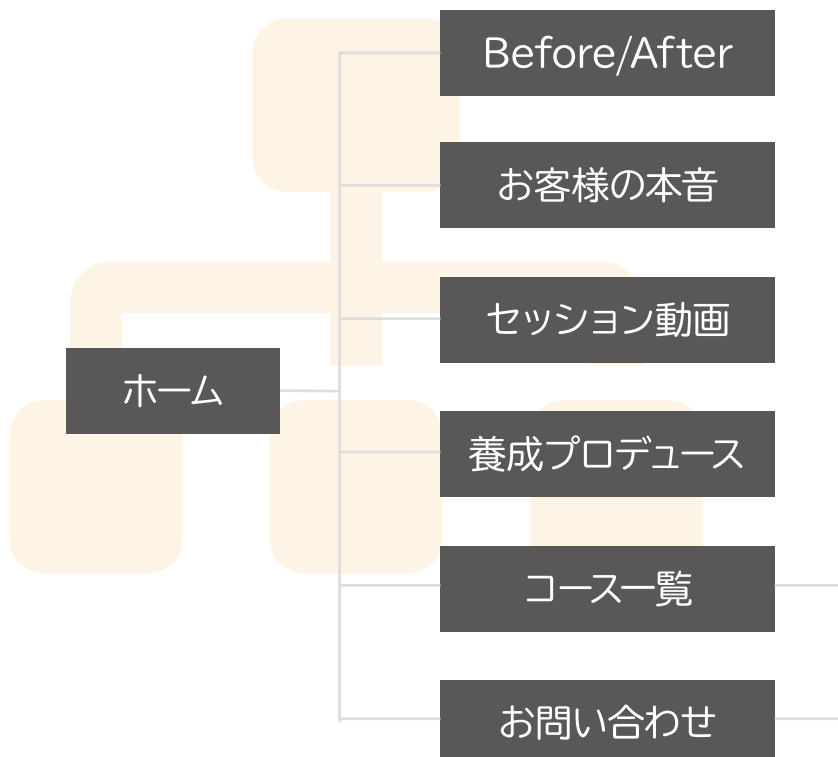 Before/After
お客様の本音
セッション動画
ホーム
養成プロデュース
コース一覧
お問い合わせ